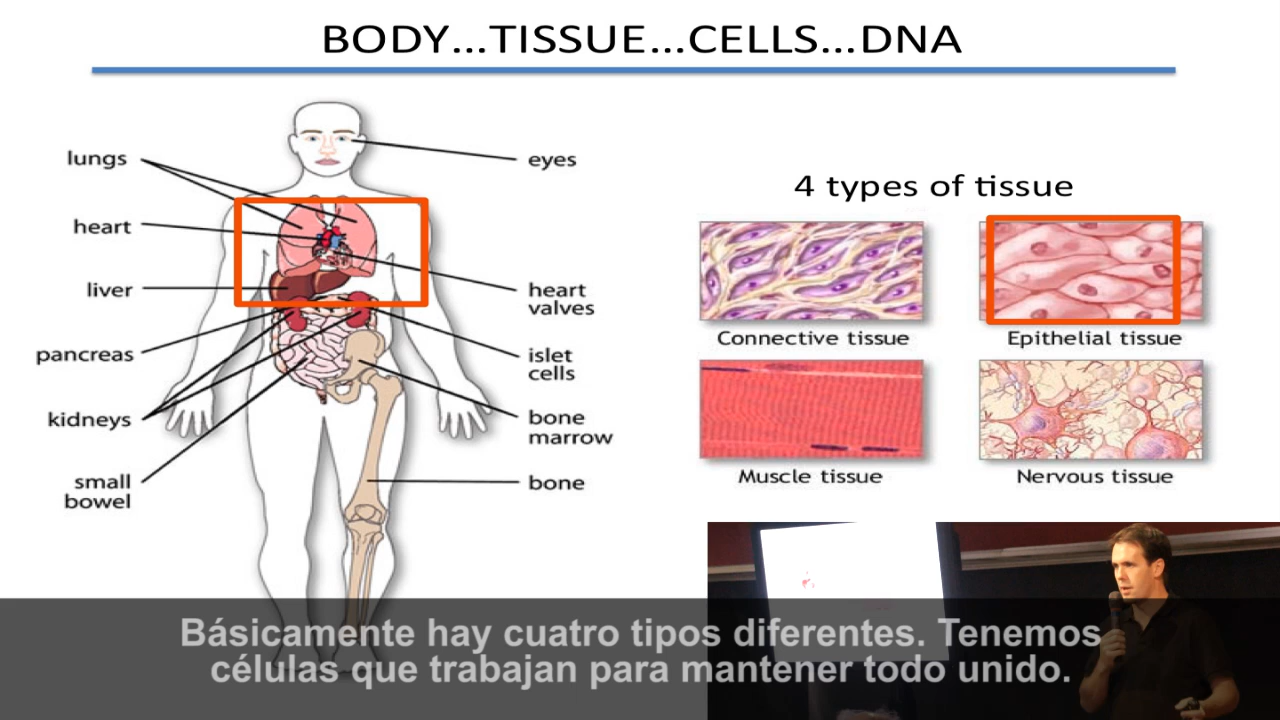 BODY...TISSUE...CELLS...DNA
lungs
heart
liver
pancreas
kidneys
small
bowel
eyes
heart
valves
islet
cells
bone
marrow
bone
4 types of tissue
Connective tissue
Epithelial tissue
Muscle tissue
Nervous tissue
Básicamente hay cuatro tipos diferentes. Tenemos
células que trabajan para mantener todo unido.